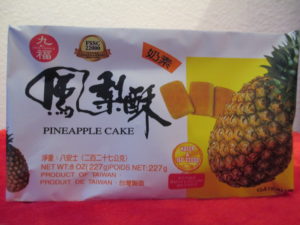 九福
FSSC
22000
奶素
鳳梨酥
PINEAPPLE CAKE
淨重:八安士(二百二十七公克)
NET WT:8 OZ(227g)POIDS NET:227g
PRODUCT OF TAIWAN
PRODUIT DE TAIWAN·台灣製造